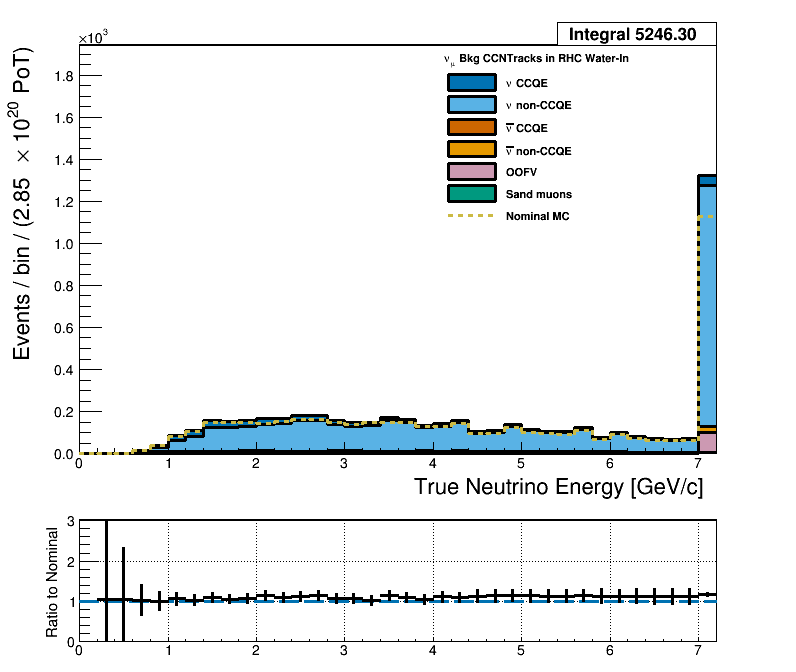 Integral 5246.30
×10³
Events / bin / (2.85 × 10²⁰ PoT)
1.8
1.6
1.4
1.2
1.0
0.8
0.6
0.4
0.2
0.0
ν_μ Bkg CCNTracks in RHC Water-In
ν CCQE
ν non-CCQE
ν̅ CCQE
ν̅ non-CCQE
OOFV
Sand muons
Nominal MC
0 1 2 3 4 5 6 7
True Neutrino Energy [GeV/c]
Ratio to Nominal
3
2
1
0
0 1 2 3 4 5 6 7